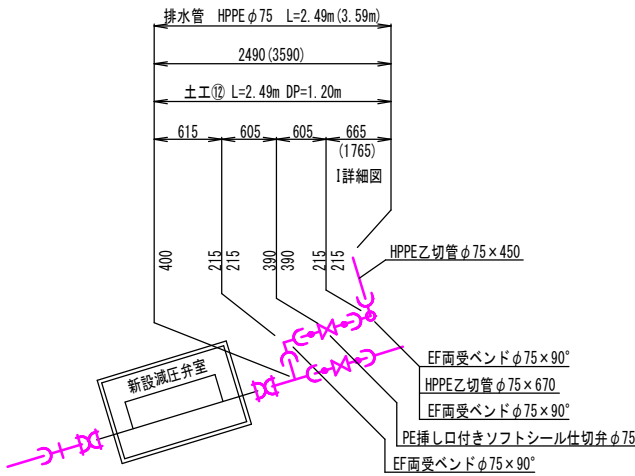 排水管 HPPEφ75 L=2.49m(3.59m)
2490(3590)
土工⑫ L=2.49m DP=1.20m
615 605 605 665
(1765)
I詳細図
400 215 215 390 390 215 215
HPPE乙切管φ75×450
新設減圧弁室
EF両受ベンドφ75×90°
HPPE乙切管φ75×670
EF両受ベンドφ75×90°
PE挿し口付きソフトシール仕切弁φ75
EF両受ベンドφ75×90°